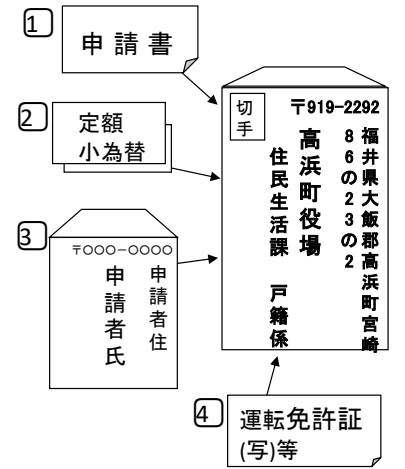 1
申請書
2
定額
小為替
3
〒○○○-○○○○
申請者住
申請者氏
切手
〒919-2292
福井県大飯郡高浜町宮崎
86の23の2
高浜町役場
住民生活課 戸籍係
4
運転免許証
(写)等